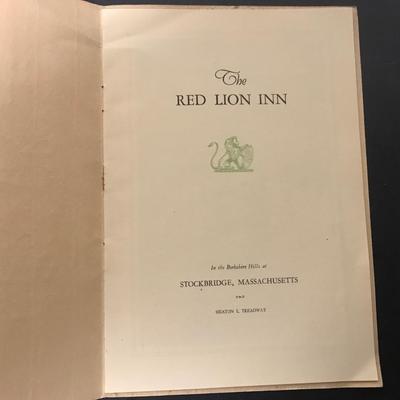 The
RED LION INN
In the Berkshire Hills at
STOCKBRIDGE, MASSACHUSETTS
HEATON I. TREADWAY